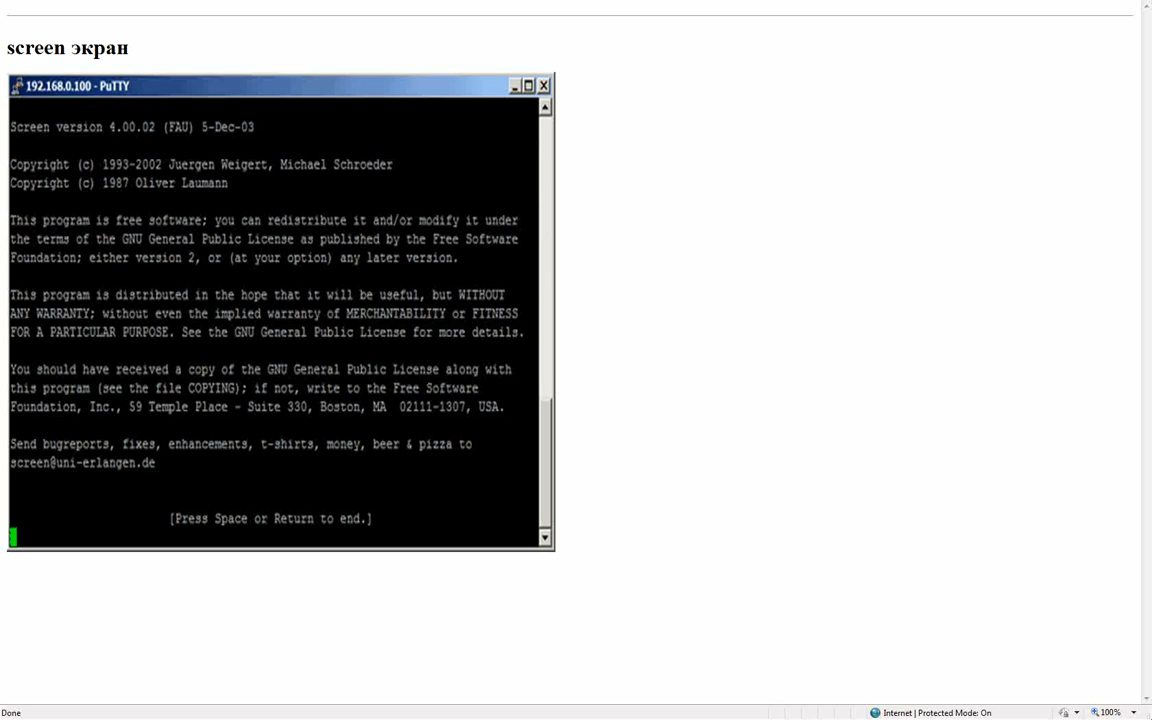 screen экран
192.168.0.100 - PuTTY
Screen version 4.00.02 (FAU) 5-Dec-03
Copyright (c) 1993-2002 Juergen Weigert, Michael Schroeder
Copyright (c) 1987 Oliver Laumann
This program is free software; you can redistribute it and/or modify it under
the terms of the GNU General Public License as published by the Free Software
Foundation; either version 2, or (at your option) any later version.
This program is distributed in the hope that it will be useful, but WITHOUT
ANY WARRANTY; without even the implied warranty of MERCHANTABILITY or FITNESS
FOR A PARTICULAR PURPOSE. See the GNU General Public License for more details.
You should have received a copy of the GNU General Public License along with
this program (see the file COPYING); if not, write to the Free Software
Foundation, Inc., 59 Temple Place - Suite 330, Boston, MA  02111-1307, USA.
Send bugreports, fixes, enhancements, t-shirts, money, beer & pizza to
screen@uni-erlangen.de
[Press Space or Return to end.]
Done
Internet | Protected Mode: On
100%